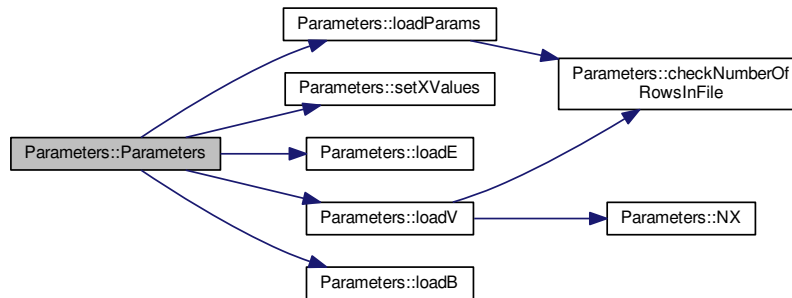 Parameters::loadParams
Parameters::checkNumberOf
RowsInFile
Parameters::setXValues
Parameters::Parameters
Parameters::loadE
Parameters::loadV
Parameters::NX
Parameters::loadB